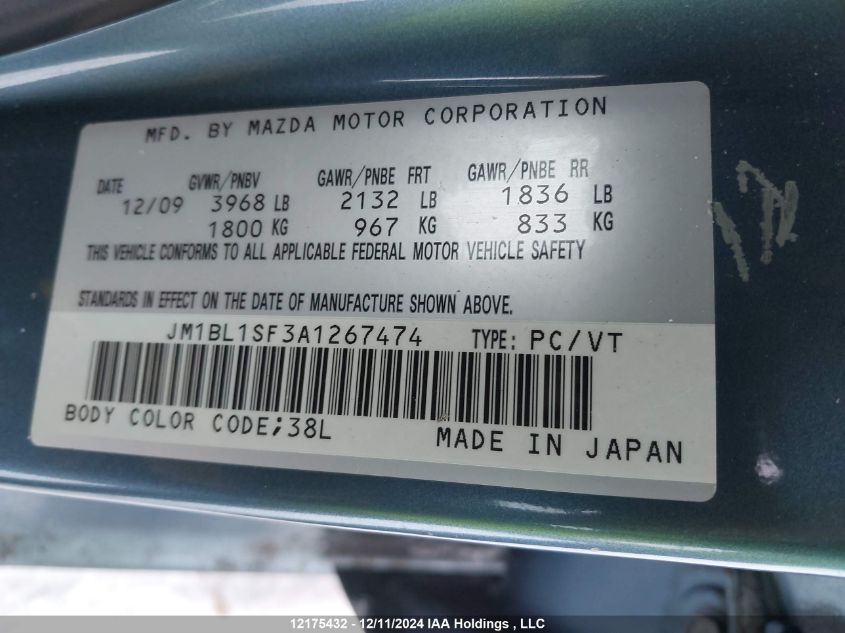 MFD. BY MAZDA MOTOR CORPORATION
DATE GVWR/PNBV GAWR/PNBE FRT GAWR/PNBE RR
12/09 3968 LB 2132 LB 1836 LB
1800 KG 967 KG 833 KG
THIS VEHICLE CONFORMS TO ALL APPLICABLE FEDERAL MOTOR VEHICLE SAFETY
STANDARDS IN EFFECT ON THE DATE OF MANUFACTURE SHOWN ABOVE.
JM1BL1SF3A1267474 TYPE: PC/VT
BODY COLOR CODE;38L MADE IN JAPAN
12175432 - 12/11/2024 IAA Holdings , LLC